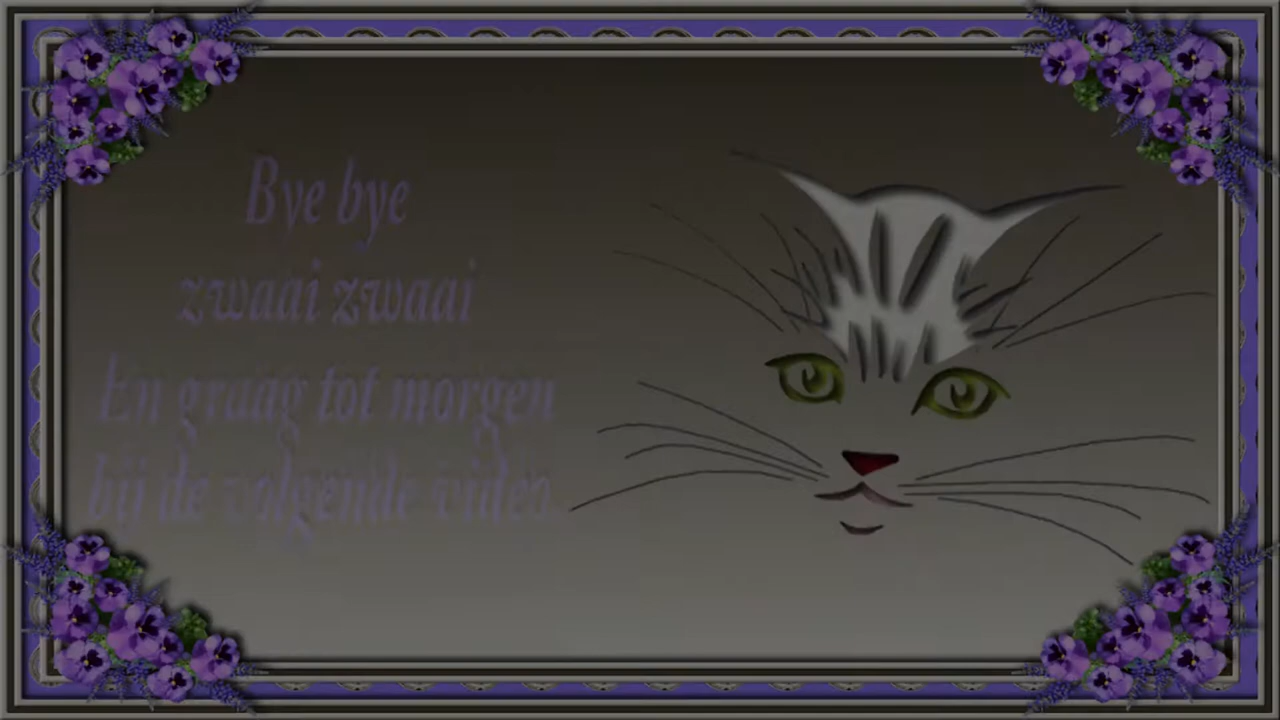 Bye bye
zwaai zwaai
En graag tot morgen
bij de volgende video